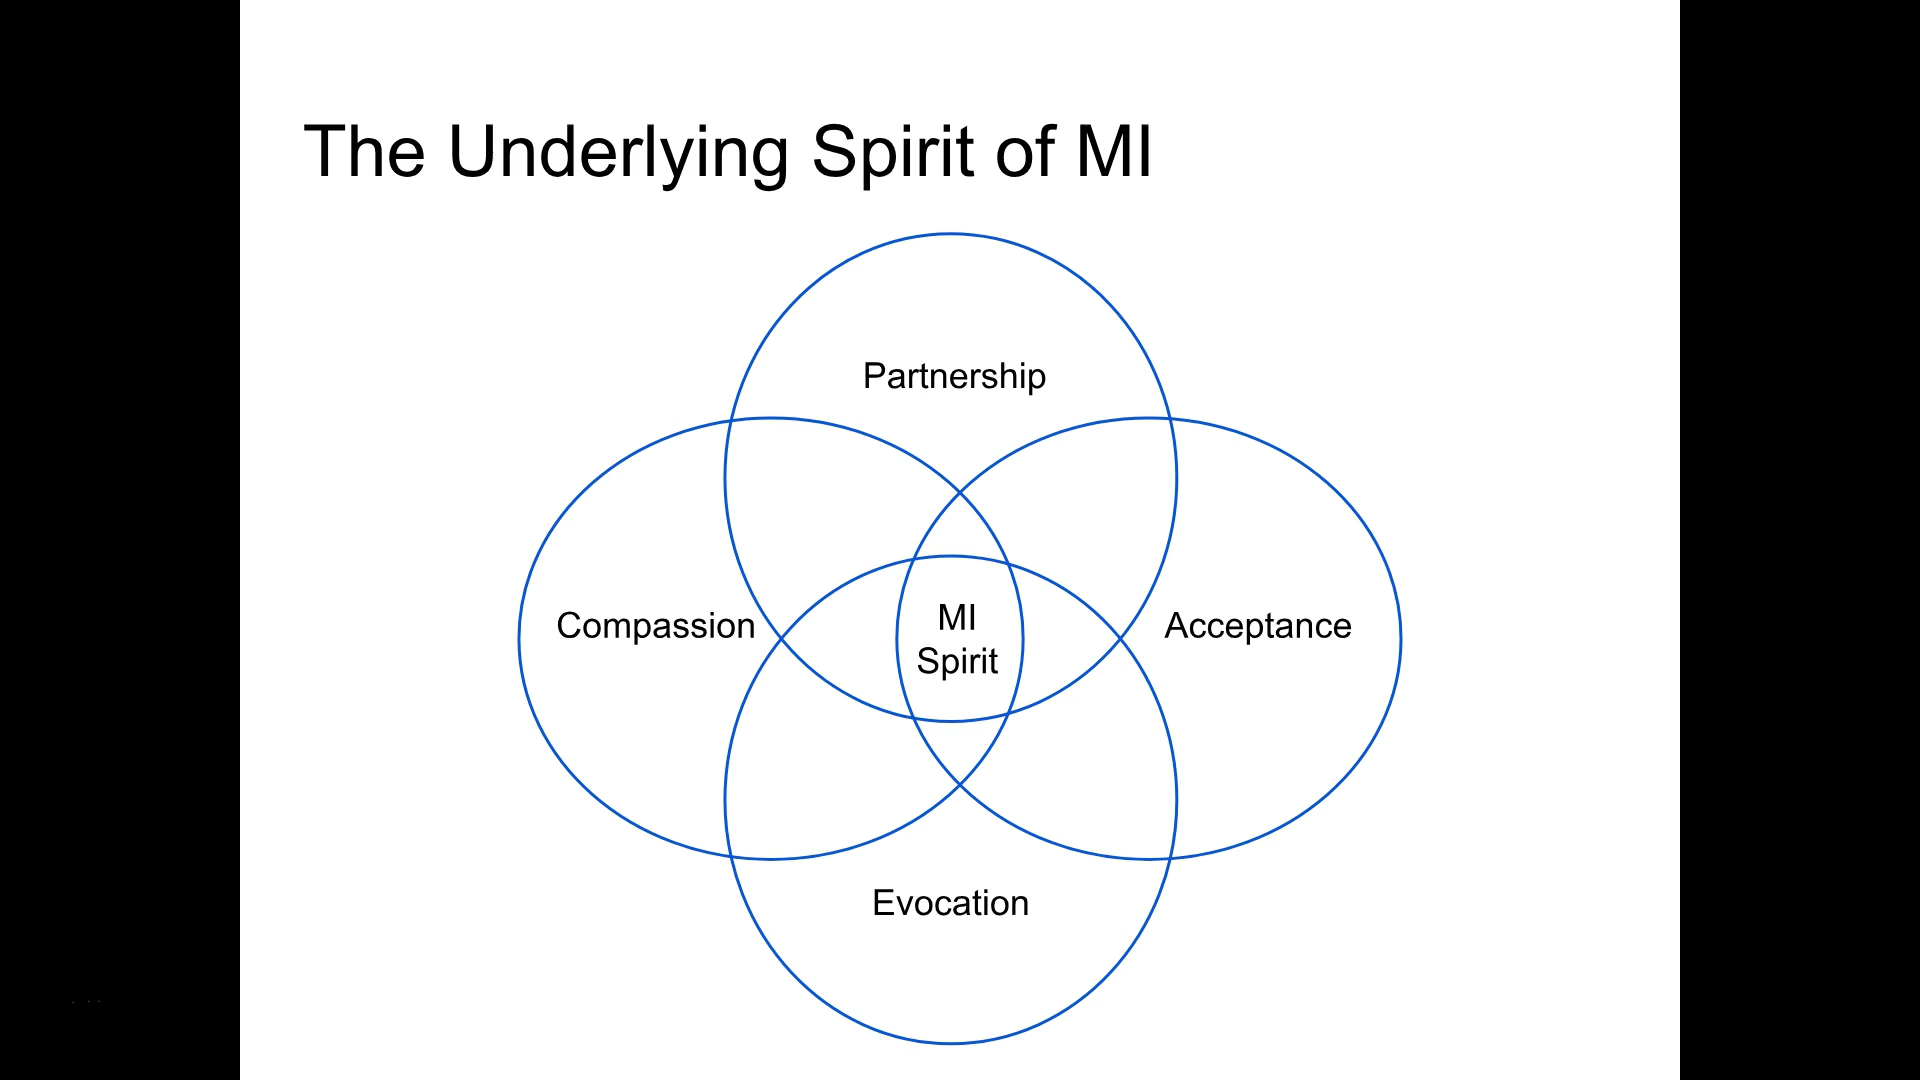 The Underlying Spirit of MI
Partnership
Compassion
MI
Spirit
Acceptance
Evocation